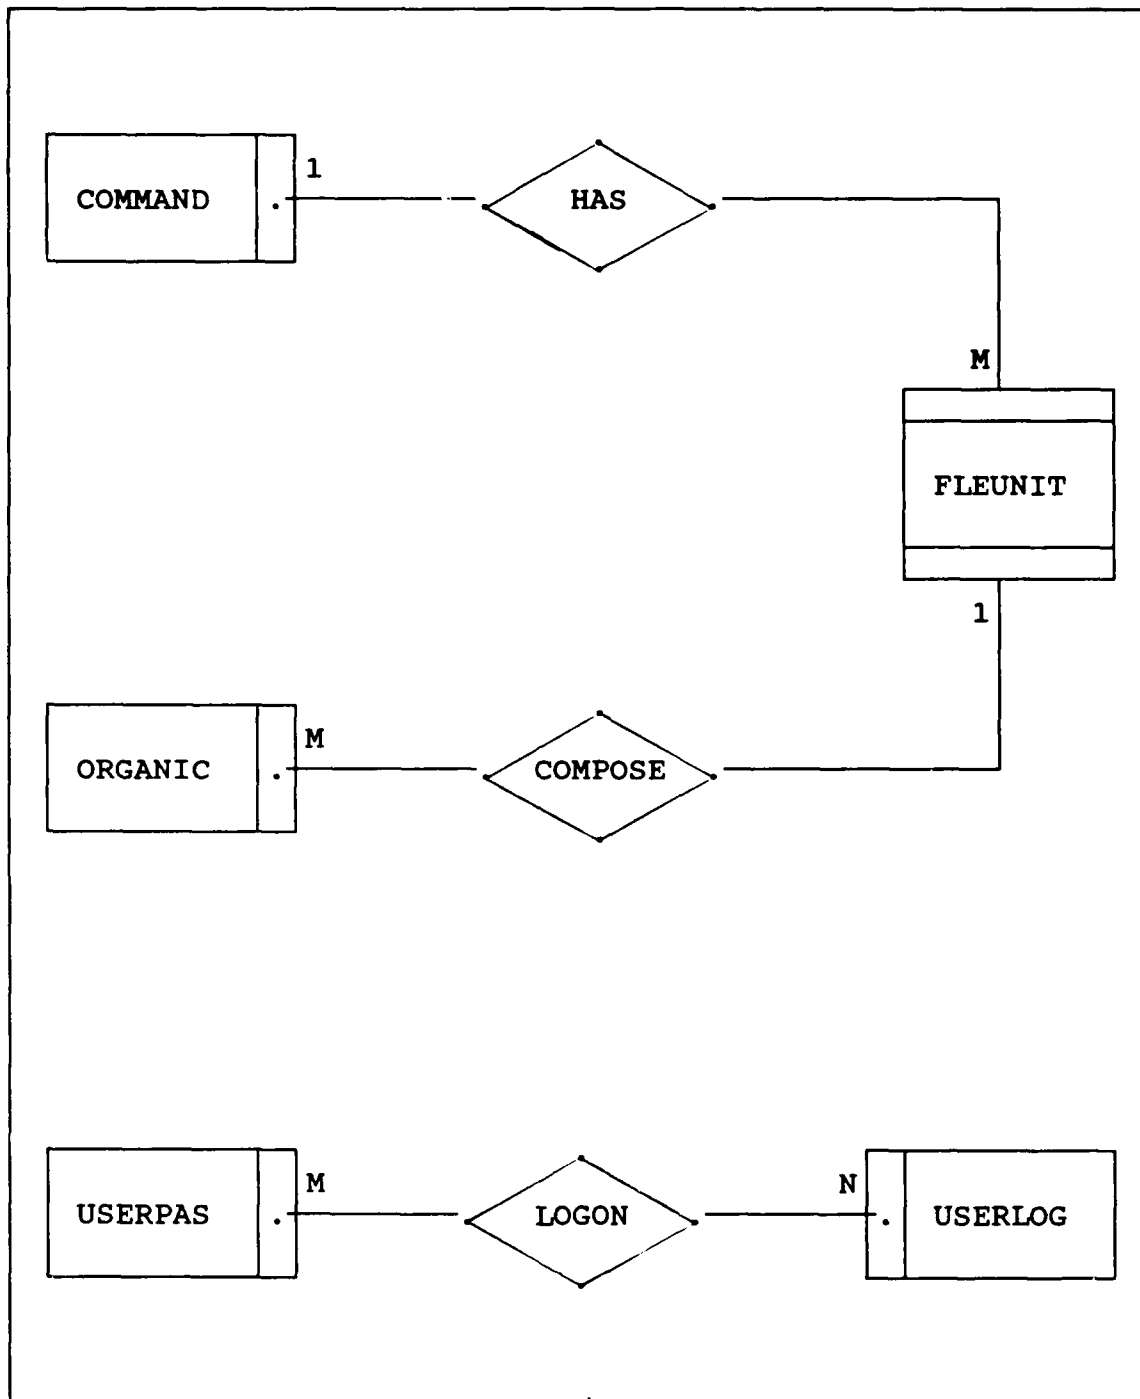 1
COMMAND
HAS
M
FLEUNIT
1
M
ORGANIC
COMPOSE
M
N
USERPAS
LOGON
USERLOG